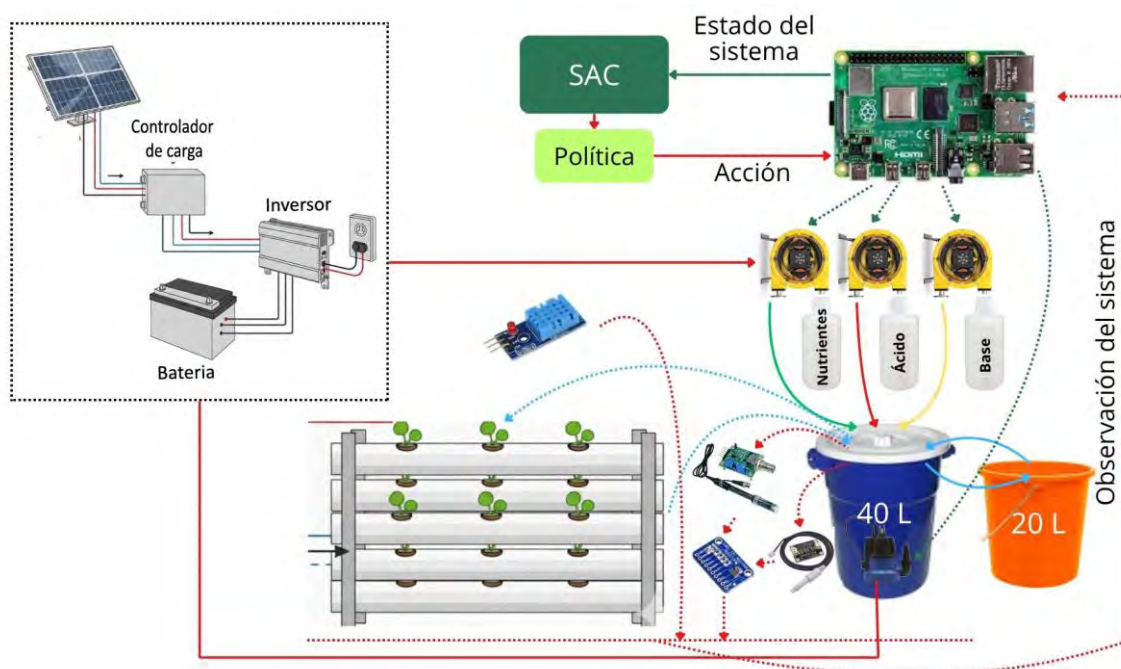 Estado del
sistema
SAC
Política
Acción
Controlador
de carga
Inversor
Bateria
HDMI
Nutrientes
Ácido
Base
40 L
20 L
Observación del sistema